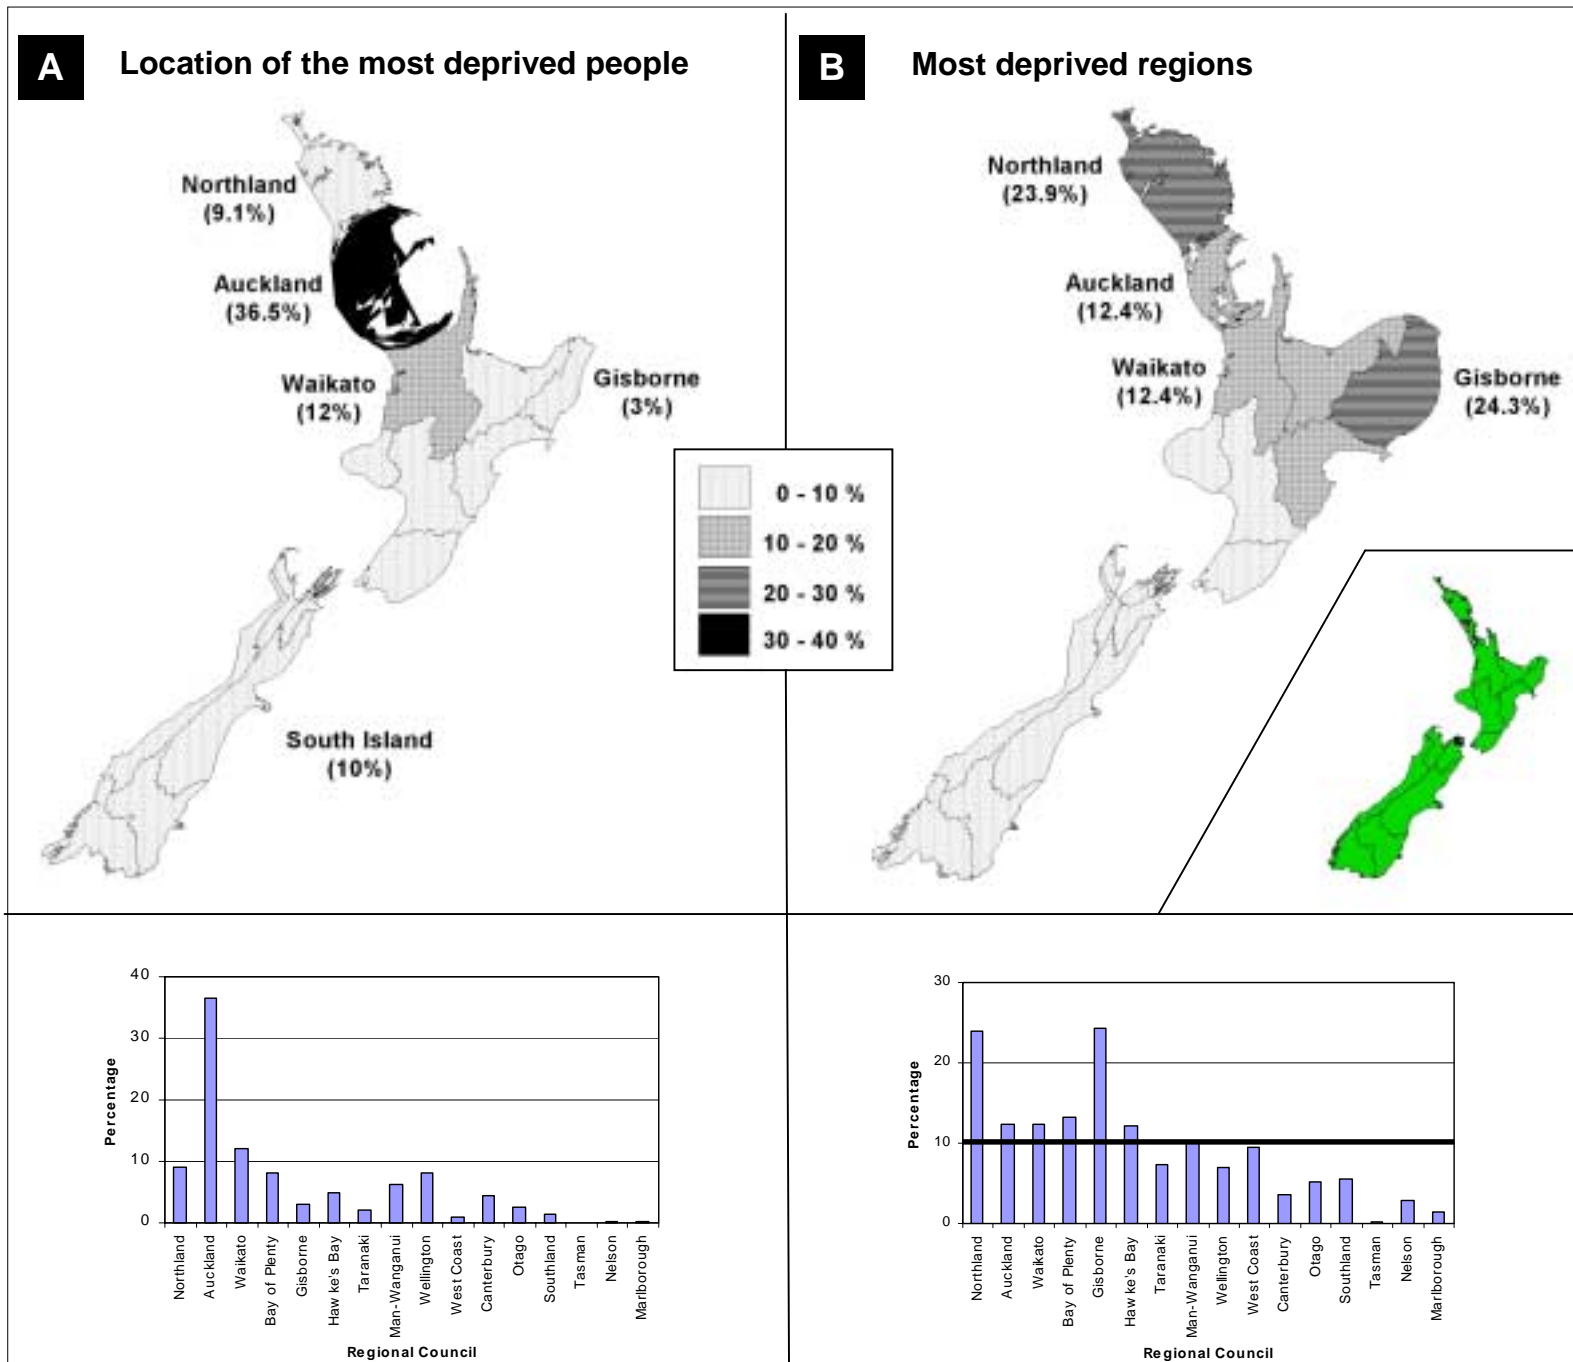 A
Location of the most deprived people
Northland
(9.1%)
Auckland
(36.5%)
Waikato
(12%)
Gisborne
(3%)
South Island
(10%)
B
Most deprived regions
Northland
(23.9%)
Auckland
(12.4%)
Waikato
(12.4%)
Gisborne
(24.3%)
0 - 10 %
10 - 20 %
20 - 30 %
30 - 40 %
40
30
20
10
0
Percentage
Northland
Auckland
Waikato
Bay of Plenty
Gisborne
Haw ke's Bay
Taranaki
Man-Wanganui
Wellington
West Coast
Canterbury
Otago
Southland
Tasman
Nelson
Marlborough
Regional Council
30
20
10
0
Percentage
Northland
Auckland
Waikato
Bay of Plenty
Gisborne
Haw ke's Bay
Taranaki
Man-Wanganui
Wellington
West Coast
Canterbury
Otago
Southland
Tasman
Nelson
Marlborough
Regional Council